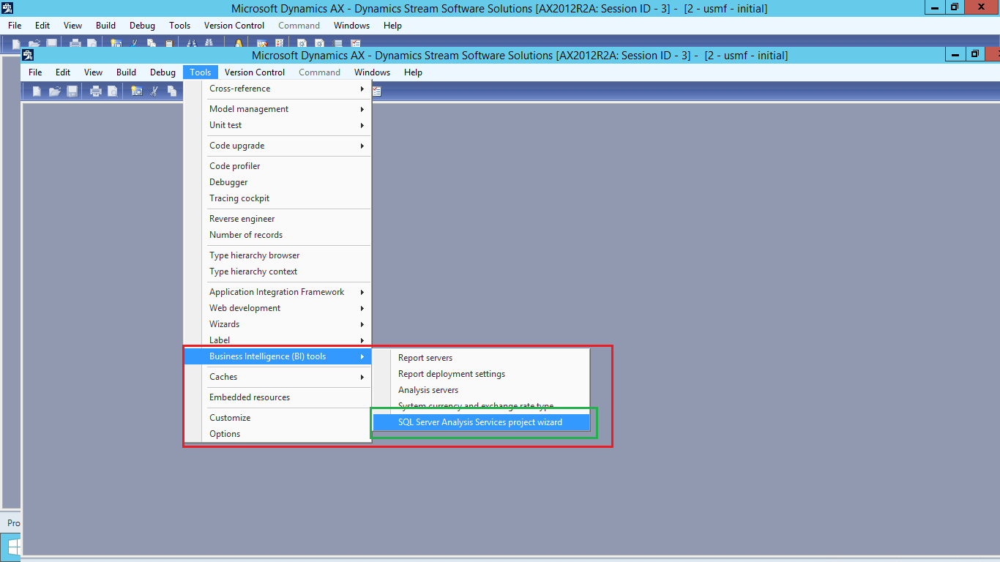 Microsoft Dynamics AX - Dynamics Stream Software Solutions [AX2012R2A: Session ID - 3] - [2 - usmf - initial]
File Edit View Build Debug Tools Version Control Command Windows Help
Microsoft Dynamics AX - Dynamics Stream Software Solutions [AX2012R2A: Session ID - 3] - [2 - usmf - initial]
File Edit View Build Debug Tools Version Control Command Windows Help
Cross-reference
Model management
Unit test
Code upgrade
Code profiler
Debugger
Tracing cockpit
Reverse engineer
Number of records
Type hierarchy browser
Type hierarchy context
Application Integration Framework
Web development
Wizards
Label
Business Intelligence (BI) tools
Caches
Embedded resources
Customize
Options
Report servers
Report deployment settings
Analysis servers
System currency and exchange rate type
SQL Server Analysis Services project wizard
Pro